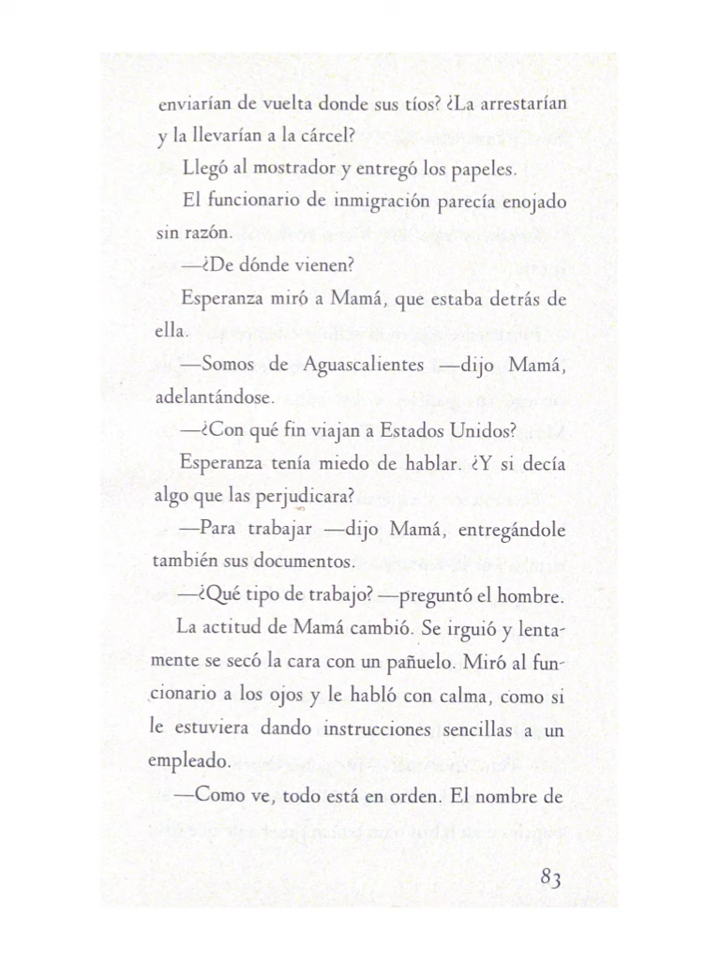 enviarían de vuelta donde sus tíos? ¿La arrestarían
y la llevarían a la cárcel?
Llegó al mostrador y entregó los papeles.
El funcionario de inmigración parecía enojado
sin razón.
—¿De dónde vienen?
Esperanza miró a Mamá, que estaba detrás de
ella.
—Somos de Aguascalientes —dijo Mamá,
adelantándose.
—¿Con qué fin viajan a Estados Unidos?
Esperanza tenía miedo de hablar. ¿Y si decía
algo que las perjudicara?
—Para trabajar —dijo Mamá, entregándole
también sus documentos.
—¿Qué tipo de trabajo? —preguntó el hombre.
La actitud de Mamá cambió. Se irguió y lenta-
mente se secó la cara con un pañuelo. Miró al fun-
cionario a los ojos y le habló con calma, como si
le estuviera dando instrucciones sencillas a un
empleado.
—Como ve, todo está en orden. El nombre de
83